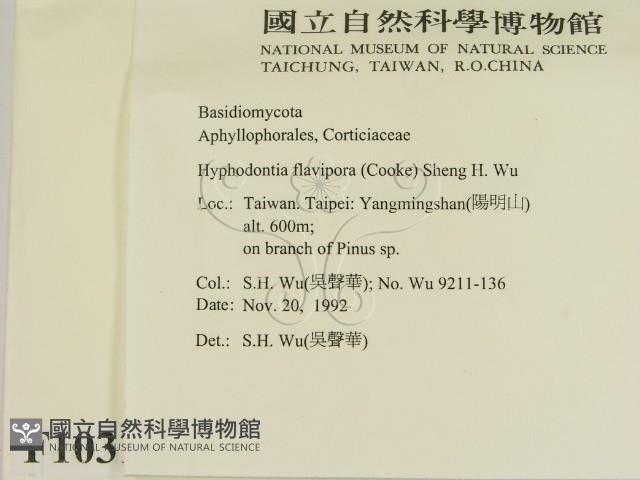 國立自然科學博物館
NATIONAL MUSEUM OF NATURAL SCIENCE
TAICHUNG, TAIWAN, R.O.CHINA
Basidiomycota
Aphyllophorales, Corticiaceae
Hyphodontia flavipora (Cooke) Sheng H. Wu
Loc.: Taiwan. Taipei: Yangmingshan(陽明山)
alt. 600m;
on branch of Pinus sp.
Col.: S.H. Wu(吳聲華); No. Wu 9211-136
Date: Nov. 20, 1992
Det.: S.H. Wu(吳聲華)
國立自然科學博物館
NATIONAL MUSEUM OF NATURAL SCIENCE
F103